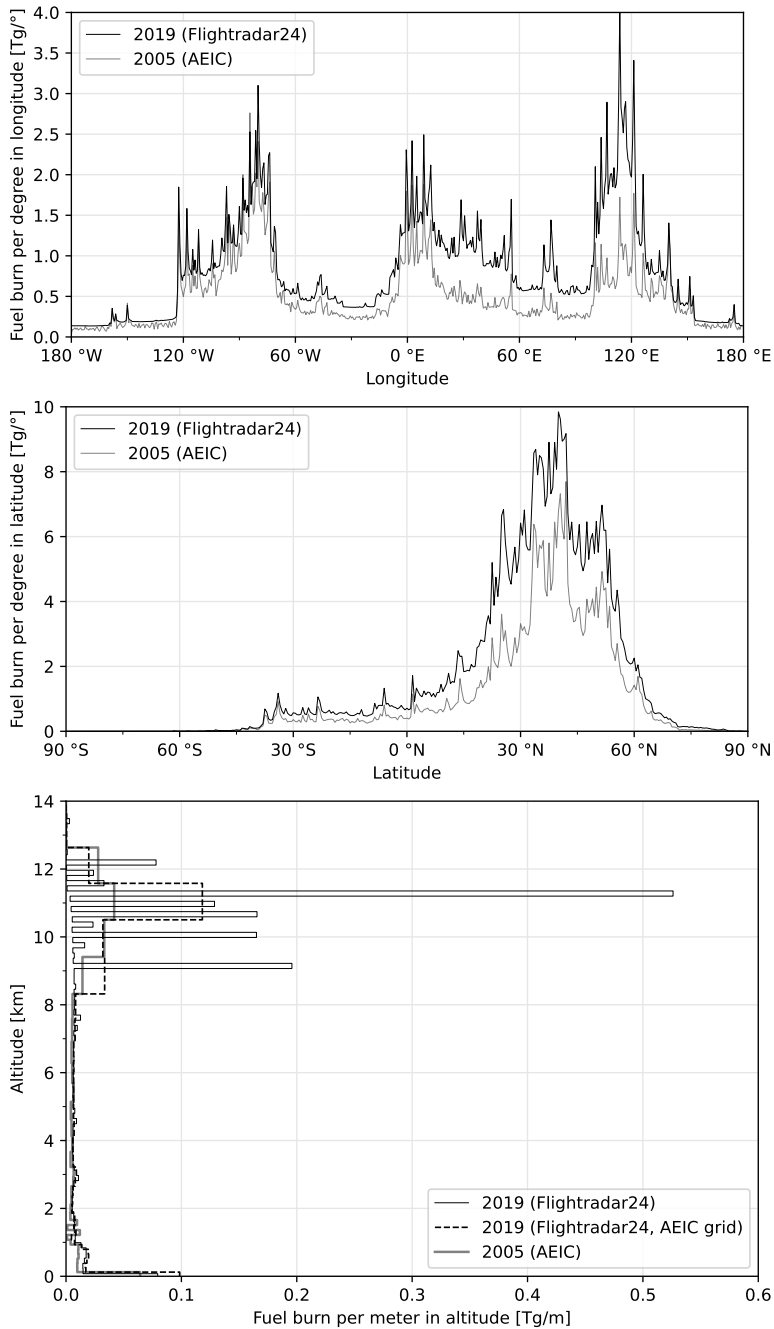 Fuel burn per degree in longitude [Tg/°]
4.0
3.5
3.0
2.5
2.0
1.5
1.0
0.5
0.0
2019 (Flightradar24)
2005 (AEIC)
180 °W 120 °W 60 °W 0 °E 60 °E 120 °E 180 °E
Longitude
Fuel burn per degree in latitude [Tg/°]
10
8
6
4
2
0
2019 (Flightradar24)
2005 (AEIC)
90 °S 60 °S 30 °S 0 °N 30 °N 60 °N 90 °N
Latitude
Altitude [km]
14
12
10
8
6
4
2
0
2019 (Flightradar24)
2019 (Flightradar24, AEIC grid)
2005 (AEIC)
0.0 0.1 0.2 0.3 0.4 0.5 0.6
Fuel burn per meter in altitude [Tg/m]